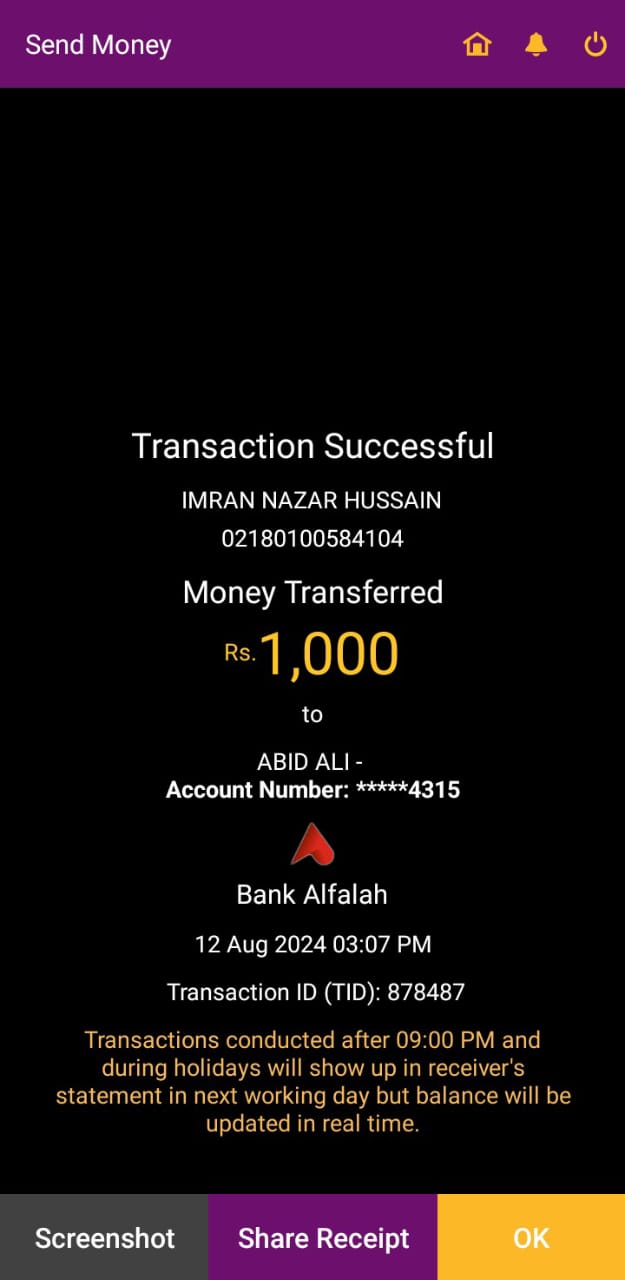 Send Money
Transaction Successful
IMRAN NAZAR HUSSAIN
02180100584104
Money Transferred
Rs.1,000
to
ABID ALI -
Account Number: *****4315
Bank Alfalah
12 Aug 2024 03:07 PM
Transaction ID (TID): 878487
Transactions conducted after 09:00 PM and
during holidays will show up in receiver's
statement in next working day but balance will be
updated in real time.
Screenshot
Share Receipt
OK